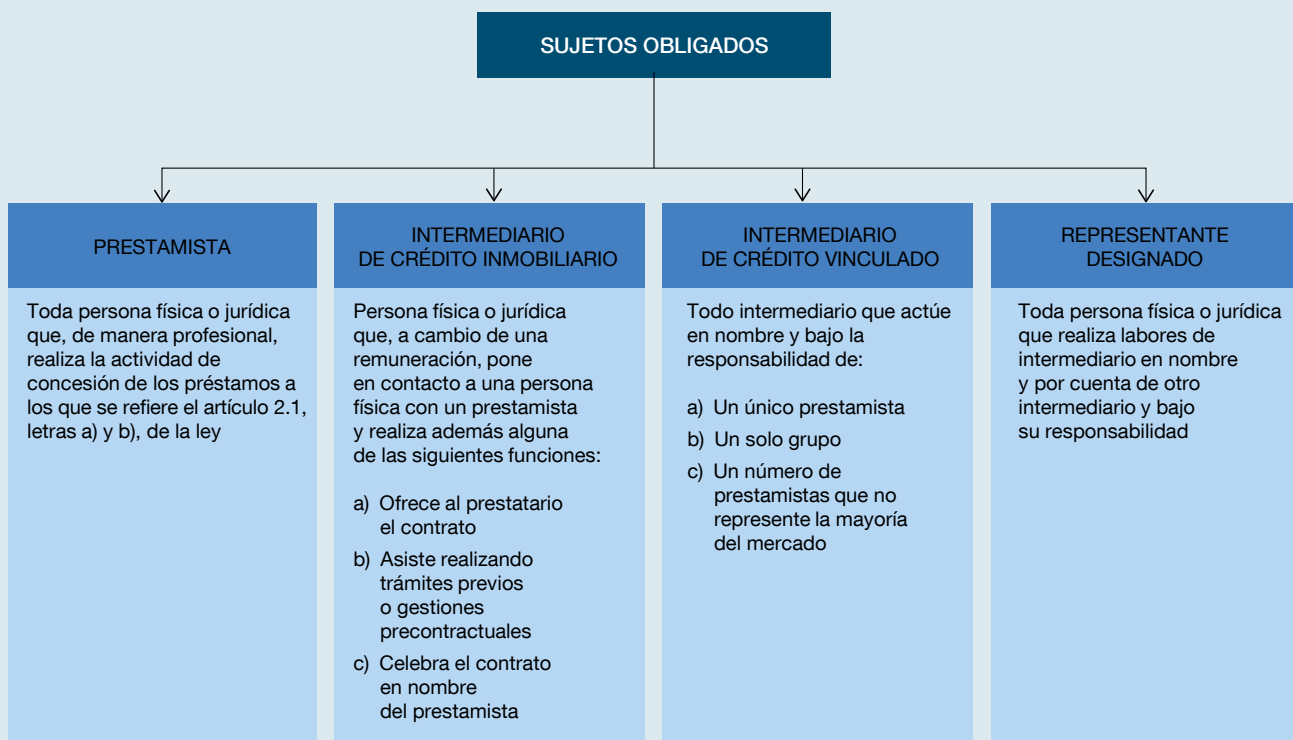 SUJETOS OBLIGADOS
PRESTAMISTA
Toda persona física o jurídica
que, de manera profesional,
realiza la actividad de
concesión de los préstamos a
los que se refiere el artículo 2.1,
letras a) y b), de la ley
INTERMEDIARIO
DE CRÉDITO INMOBILIARIO
Persona física o jurídica
que, a cambio de una
remuneración, pone
en contacto a una persona
física con un prestamista
y realiza además alguna
de las siguientes funciones:
a) Ofrece al prestatario
el contrato
b) Asiste realizando
trámites previos
o gestiones
precontractuales
c) Celebra el contrato
en nombre
del prestamista
INTERMEDIARIO
DE CRÉDITO VINCULADO
Todo intermediario que actúe
en nombre y bajo la
responsabilidad de:
a) Un único prestamista
b) Un solo grupo
c) Un número de
prestamistas que no
represente la mayoría
del mercado
REPRESENTANTE
DESIGNADO
Toda persona física o jurídica
que realiza labores de
intermediario en nombre
y por cuenta de otro
intermediario y bajo
su responsabilidad